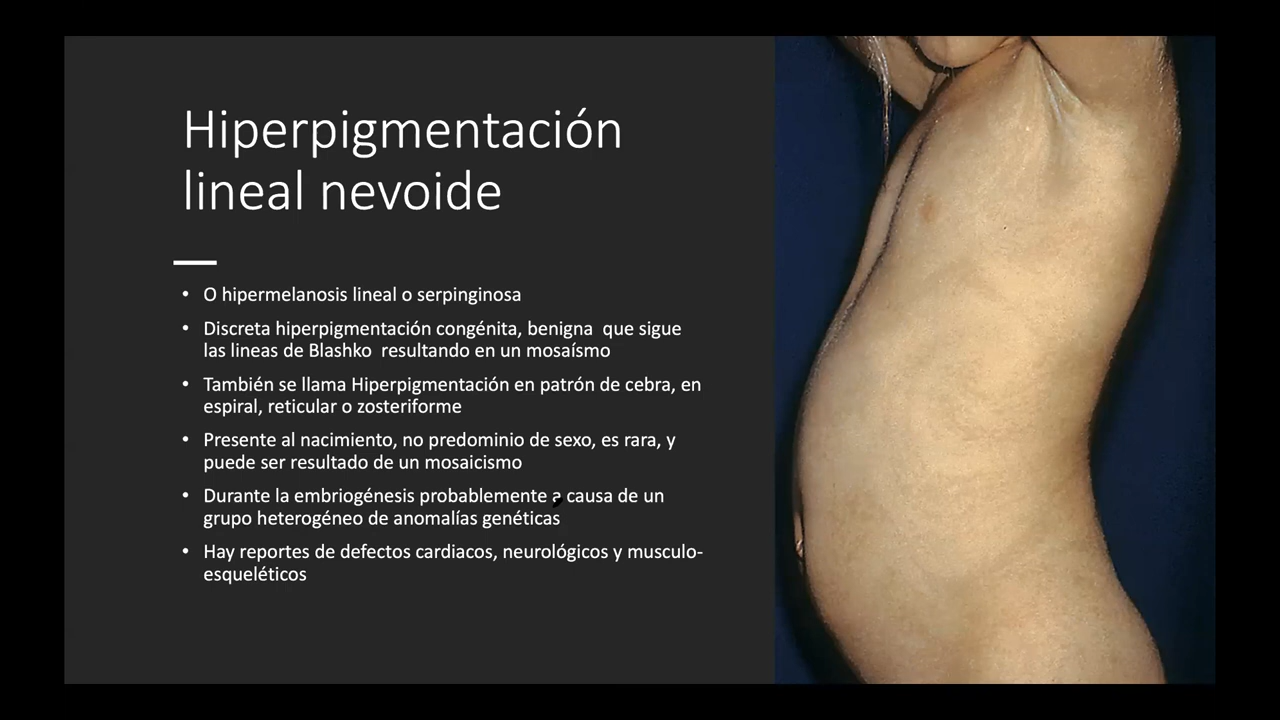 Hiperpigmentación
lineal nevoide
• O hipermelanosis lineal o serpinginosa
• Discreta hiperpigmentación congénita, benigna que sigue
las lineas de Blashko resultando en un mosaísmo
• También se llama Hiperpigmentación en patrón de cebra, en
espiral, reticular o zosteriforme
• Presente al nacimiento, no predominio de sexo, es rara, y
puede ser resultado de un mosaicismo
• Durante la embriogénesis probablemente a causa de un
grupo heterogéneo de anomalías genéticas
• Hay reportes de defectos cardiacos, neurológicos y musculo-
esqueléticos